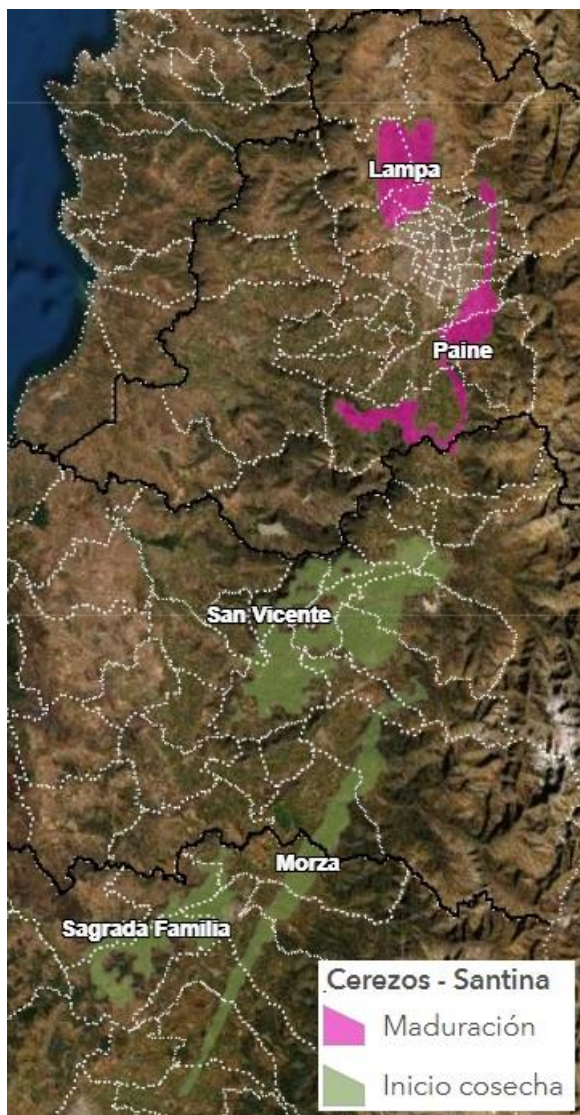 Lampa
Paine
San Vicente
Morza
Sagrada Familia
Cerezos - Santina
Maduración
Inicio cosecha